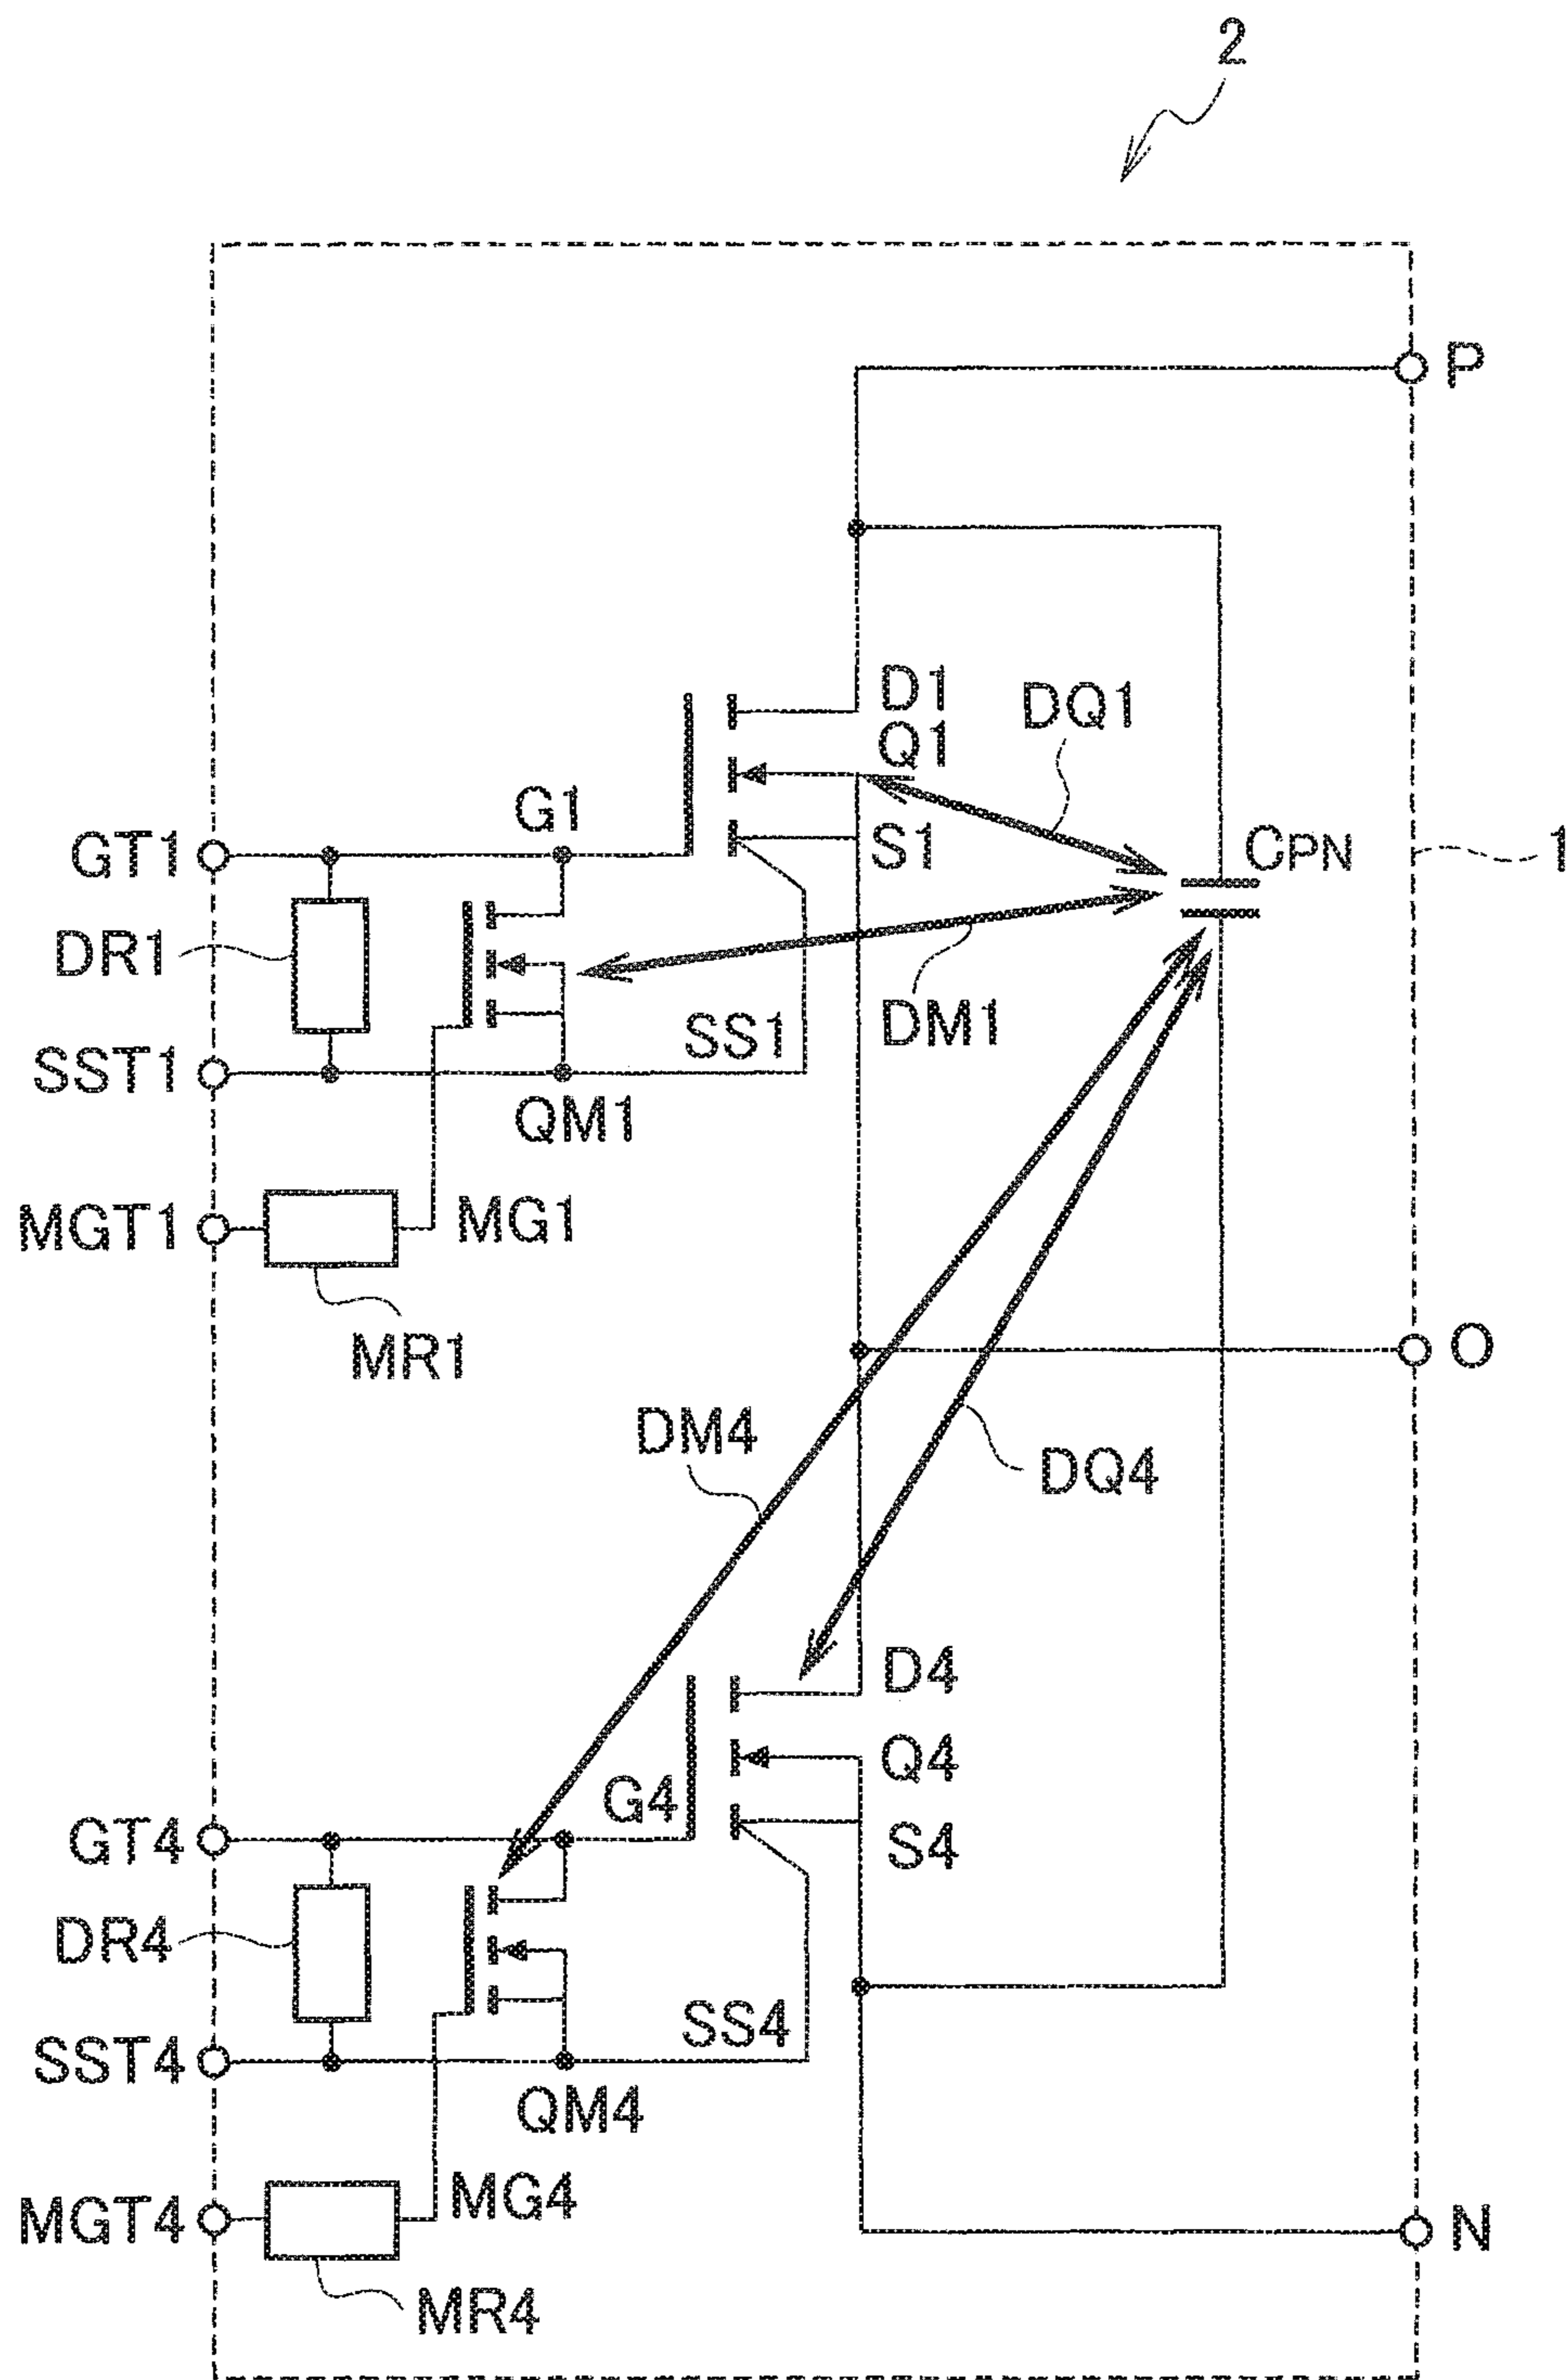 2
P
D1
DQ1
Q1
G1
S1
CPN
GT1
1
DR1
DM1
SS1
SST1
QM1
MGT1
MG1
MR1
O
DM4
DQ4
D4
Q4
G4
GT4
S4
DR4
SS4
SST4
QM4
MG4
MGT4
N
MR4